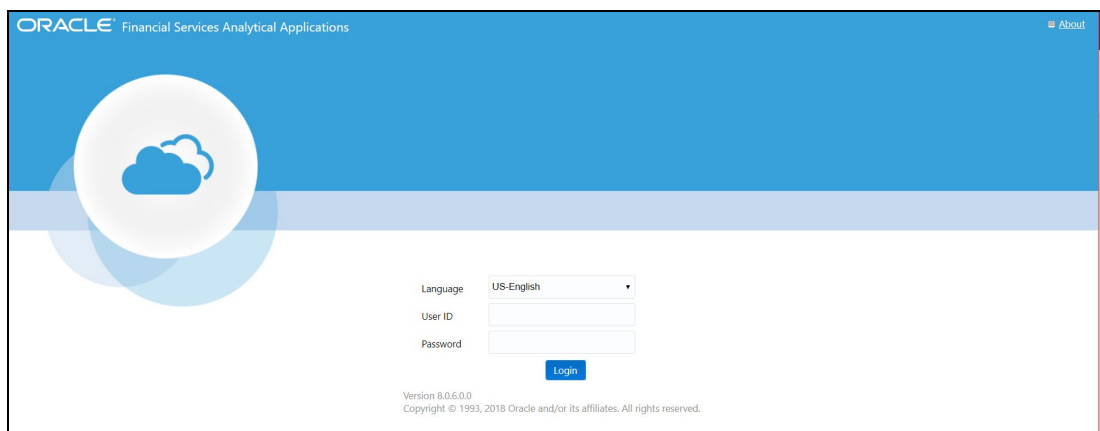 ORACLE® Financial Services Analytical Applications
About
Language US-English
User ID
Password
Login
Version 8.0.6.0.0
Copyright © 1993, 2018 Oracle and/or its affiliates. All rights reserved.